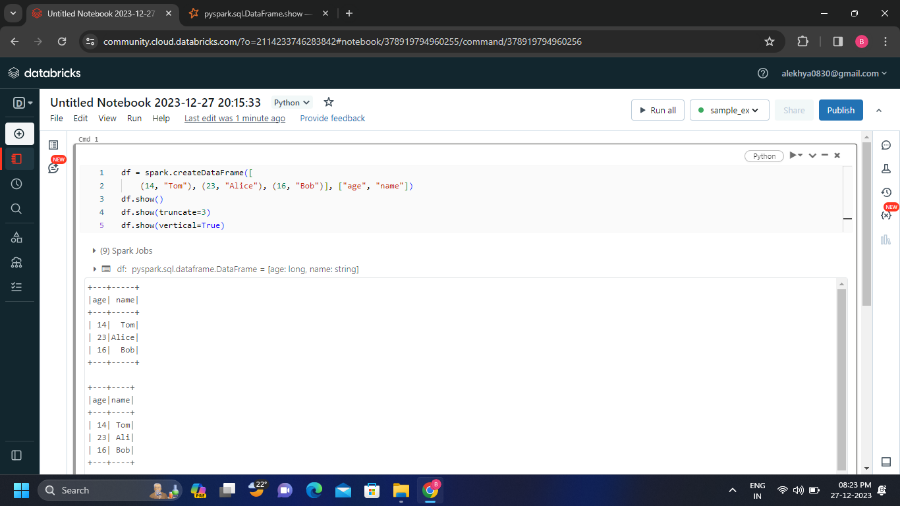 Untitled Notebook 2023-12-27
pyspark.sql.DataFrame.show —
community.cloud.databricks.com/?o=2114233746283842#notebook/378919794960255/command/378919794960256
B
databricks
alekhya0830@gmail.com
D
Untitled Notebook 2023-12-27 20:15:33 Python
File Edit View Run Help Last edit was 1 minute ago Provide feedback
Run all
sample_ex
Share
Publish
NEW
NEW
Cmd 1
Python
1 df = spark.createDataFrame([
2 (14, "Tom"), (23, "Alice"), (16, "Bob")], ["age", "name"])
3 df.show()
4 df.show(truncate=3)
5 df.show(vertical=True)
(9) Spark Jobs
df: pyspark.sql.dataframe.DataFrame = [age: long, name: string]
+---+-----+
|age| name|
+---+-----+
| 14|  Tom|
| 23|Alice|
| 16|  Bob|
+---+-----+
+---+----+
|age|name|
+---+----+
| 14| Tom|
| 23| Ali|
| 16| Bob|
+---+----+
Search
22°
B
ENG
IN
08:23 PM
27-12-2023